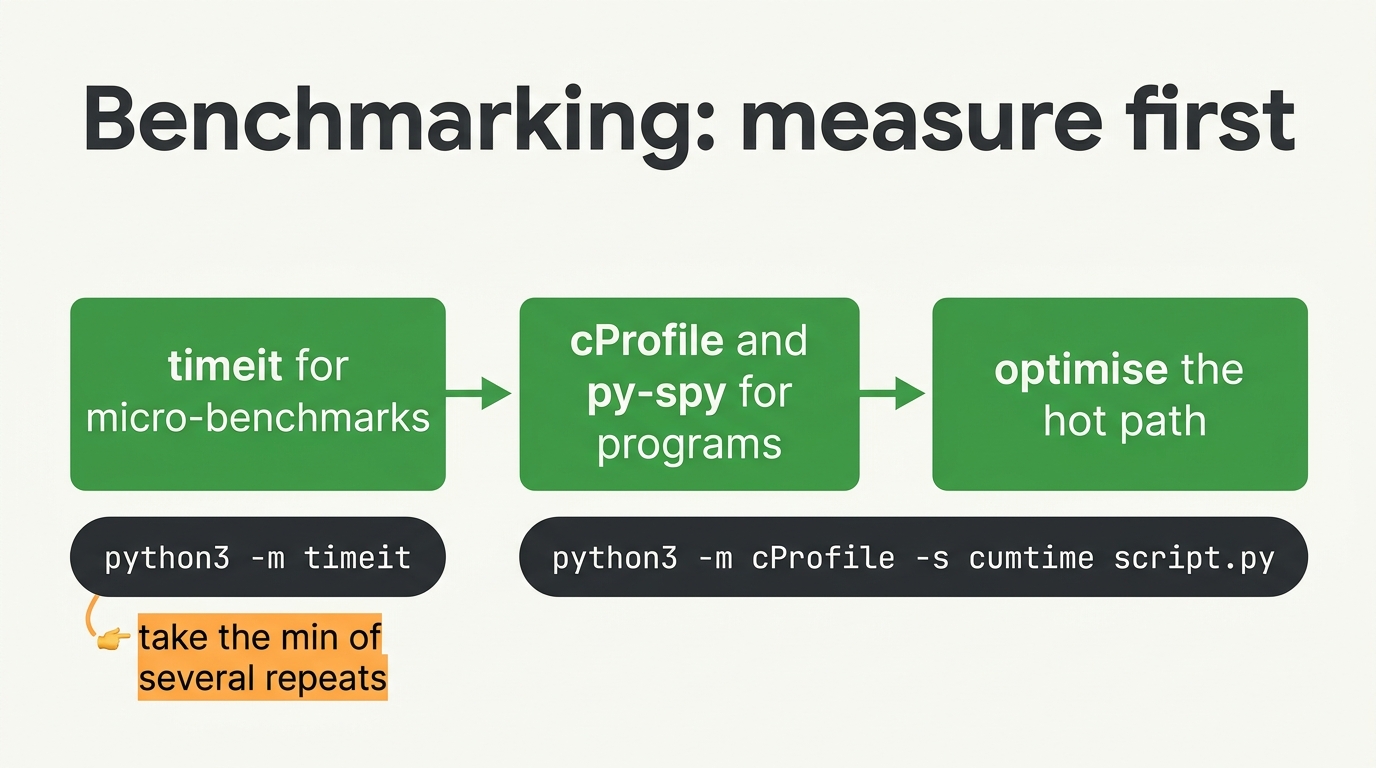 Benchmarking: measure first
timeit for
micro-benchmarks
cProfile and
py-spy for
programs
optimise the
hot path
python3 -m timeit
python3 -m cProfile -s cumtime script.py
take the min of
several repeats